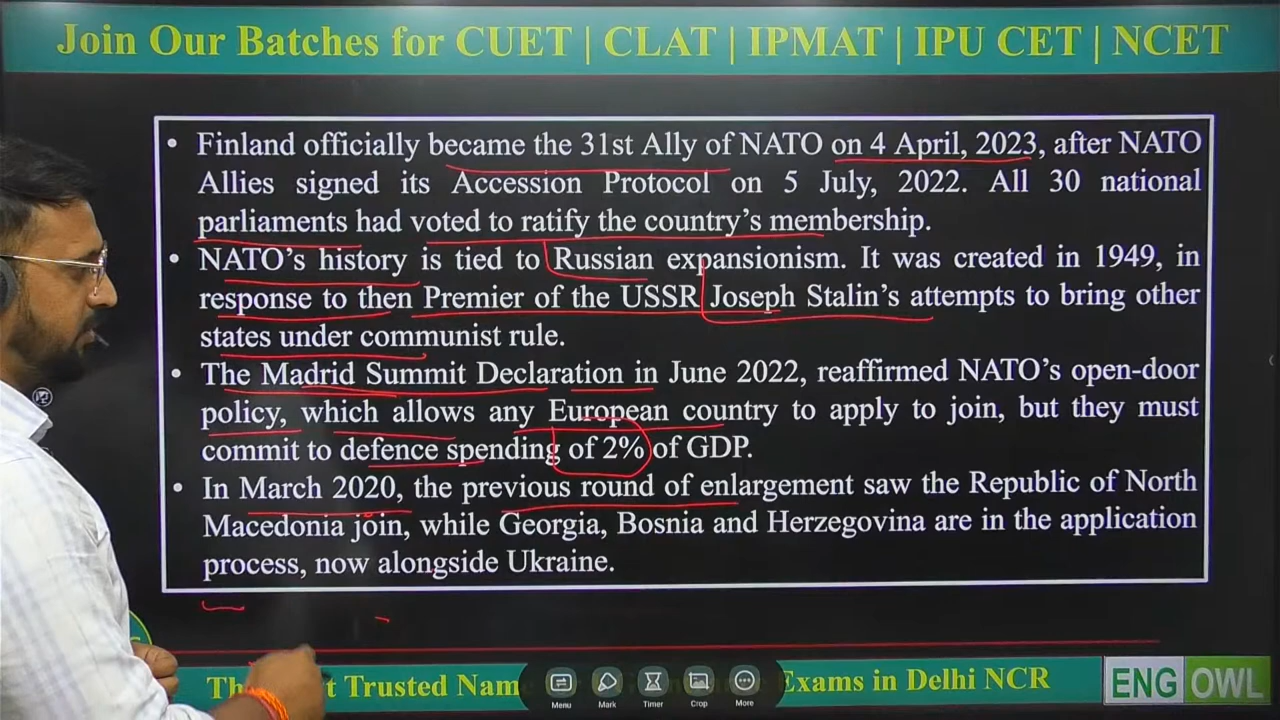 Join Our Batches for CUET | CLAT | IPMAT | IPU CET | NCET
• Finland officially became the 31st Ally of NATO on 4 April, 2023, after NATO
Allies signed its Accession Protocol on 5 July, 2022. All 30 national
parliaments had voted to ratify the country's membership.
• NATO's history is tied to Russian expansionism. It was created in 1949, in
response to then Premier of the USSR Joseph Stalin's attempts to bring other
states under communist rule.
• The Madrid Summit Declaration in June 2022, reaffirmed NATO's open-door
policy, which allows any European country to apply to join, but they must
commit to defence spending of 2% of GDP.
• In March 2020, the previous round of enlargement saw the Republic of North
Macedonia join, while Georgia, Bosnia and Herzegovina are in the application
process, now alongside Ukraine.
Trusted Exams in Delhi NCR
Menu Mark Timer Crop More
ENG OWL